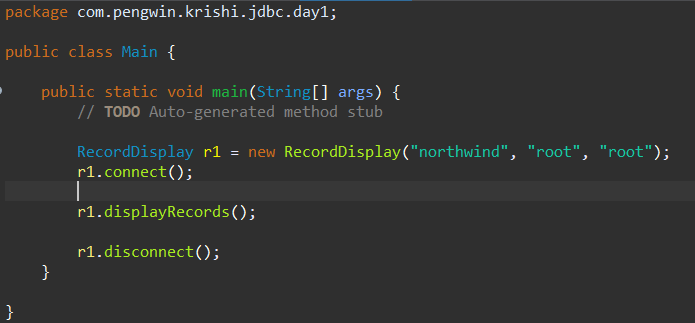 package com.pengwin.krishi.jdbc.day1;
public class Main {
public static void main(String[] args) {
// TODO Auto-generated method stub
RecordDisplay r1 = new RecordDisplay("northwind", "root", "root");
r1.connect();
r1.displayRecords();
r1.disconnect();
}
}